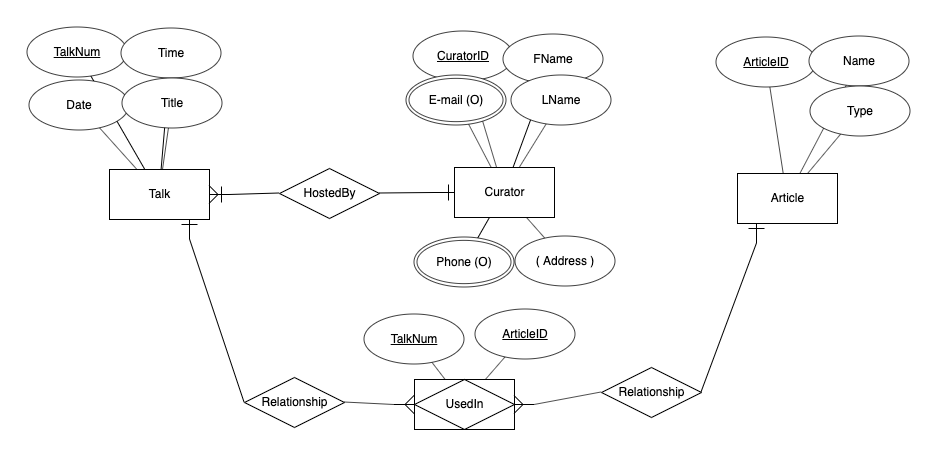 TalkNum
Time
Date
Title
CuratorID
FName
E-mail (O)
LName
ArticleID
Name
Type
Talk
HostedBy
Curator
Article
Phone (O)
( Address )
TalkNum
ArticleID
Relationship
UsedIn
Relationship